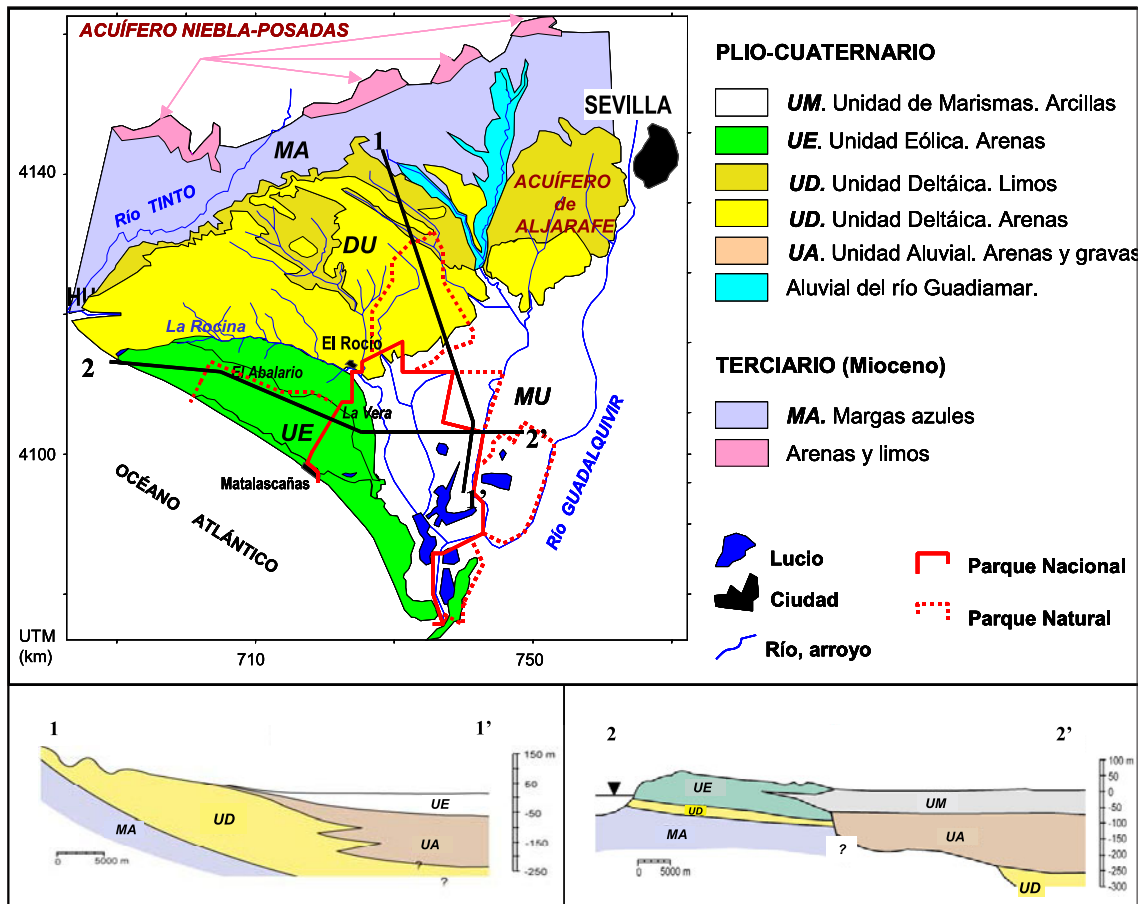 ACUÍFERO NIEBLA-POSADAS
SEVILLA
4140
MA
1
Río TINTO
ACUÍFERO
de
ALJARAFE
DU
HU
La Rocina
El Rocío
2
El Abalario
La Vera
MU
UE
2'
4100
Matalascañas
1'
Río GUADALQUIVIR
OCÉANO ATLÁNTICO
UTM
(km)
710
750
PLIO-CUATERNARIO
UM. Unidad de Marismas. Arcillas
UE. Unidad Eólica. Arenas
UD. Unidad Deltáica. Limos
UD. Unidad Deltáica. Arenas
UA. Unidad Aluvial. Arenas y gravas
Aluvial del río Guadiamar.
TERCIARIO (Mioceno)
MA. Margas azules
Arenas y limos
Lucio
Ciudad
Río, arroyo
Parque Nacional
Parque Natural
1
1’
150 m
50
-50
-150
-250
UE
UD
MA
UA
?
?
0 5000 m
2
2’
100 m
50
0
-50
-100
-150
-200
-250
-300
UE
UD
UM
MA
UA
?
UD
0 5000 m